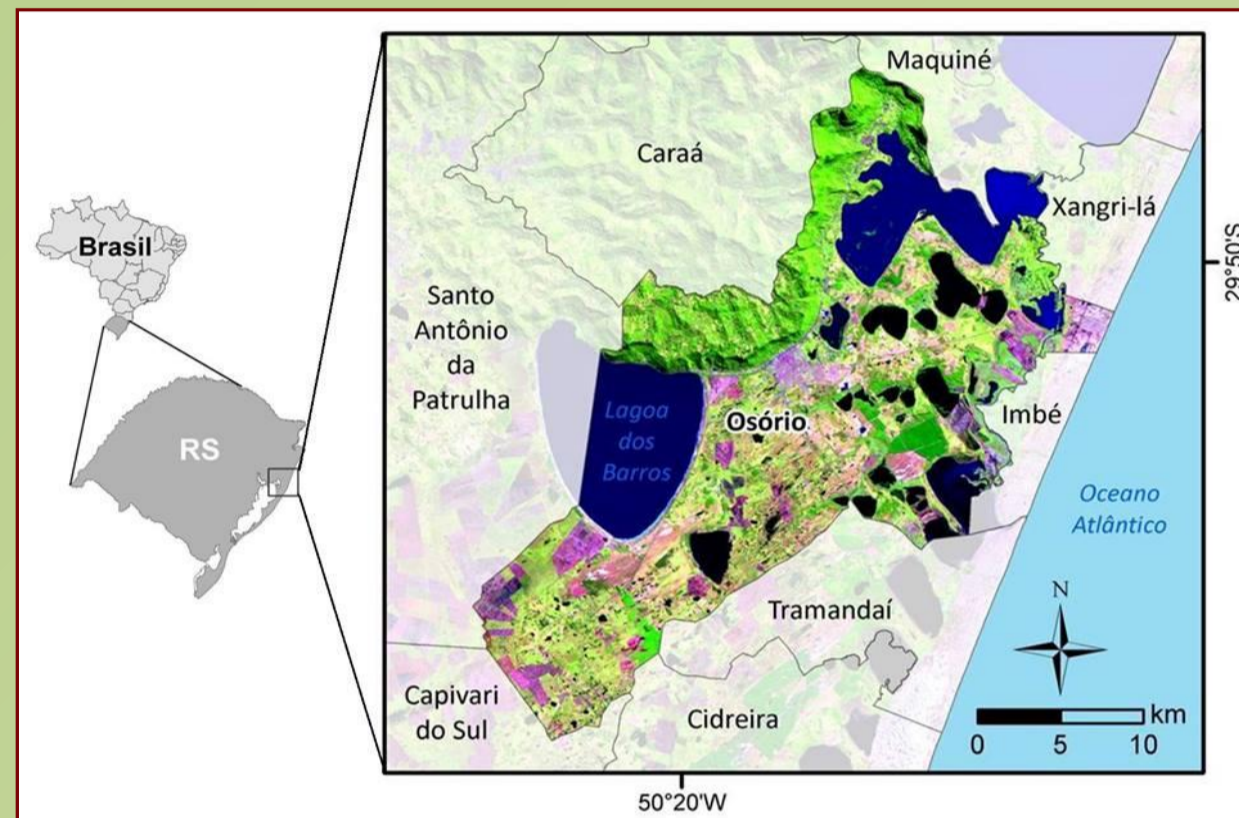 Brasil
RS
Maquiné
Caraá
Xangri-lá
29°50'S
Santo
Antônio
da
Patrulha
Lagoa
dos
Barros
Osório
Imbé
Oceano
Atlântico
Tramandaí
N
Capivari
do Sul
Cidreira
km
0 5 10
50°20'W